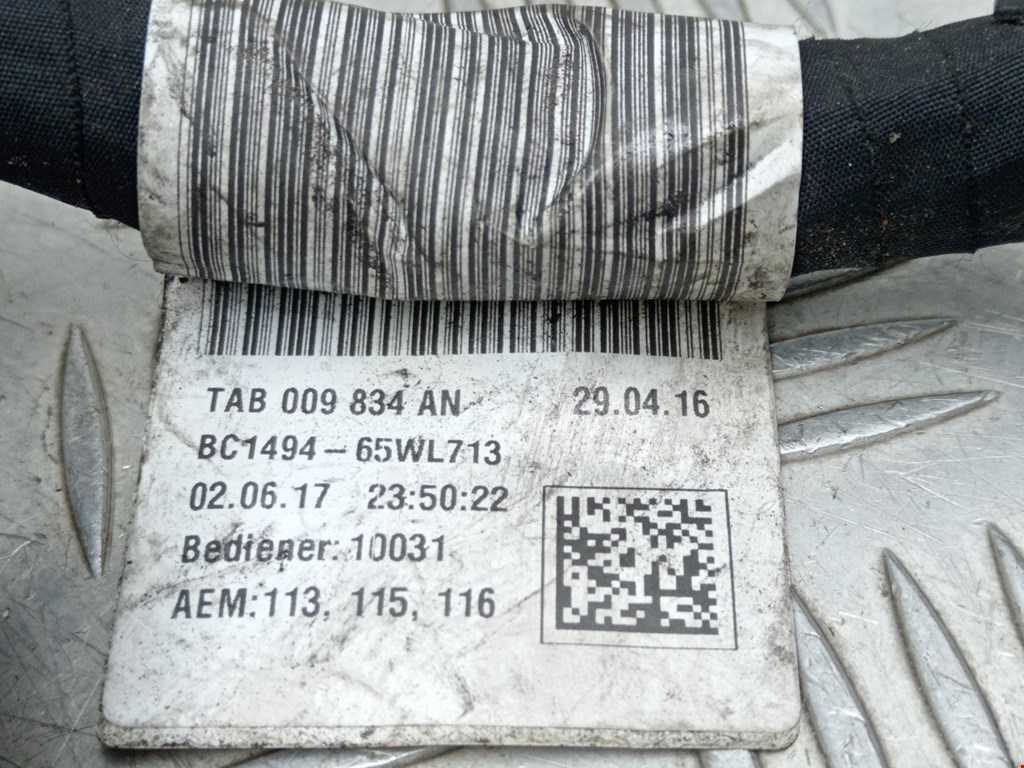 TAB 009 834 AN 29.04.16
BC1494-65WL713
02.06.17 23:50:22
Bediener: 10031
AEM:113, 115, 116